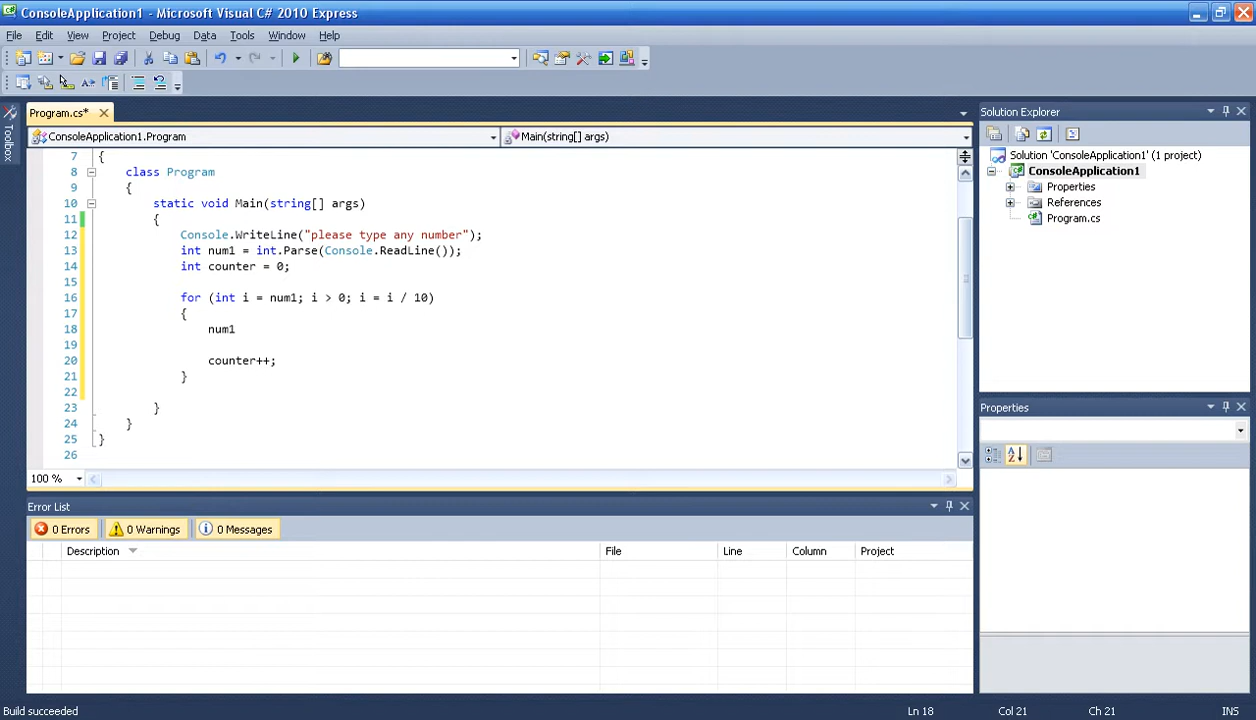 ConsoleApplication1 - Microsoft Visual C# 2010 Express
File Edit View Project Debug Data Tools Window Help
Program.cs*
Solution Explorer
ConsoleApplication1.Program
Main(string[] args)
Toolbox
7 {
8 class Program
9 {
10 static void Main(string[] args)
11 {
12 Console.WriteLine("please type any number");
13 int num1 = int.Parse(Console.ReadLine());
14 int counter = 0;
15
16 for (int i = num1; i > 0; i = i / 10)
17 {
18 num1
19
20 counter++;
21 }
22
23 }
24 }
25 }
26
100 %
Solution 'ConsoleApplication1' (1 project)
ConsoleApplication1
Properties
References
Program.cs
Properties
Error List
0 Errors 0 Warnings 0 Messages
Description File Line Column Project
Build succeeded Ln 18 Col 21 Ch 21 INS